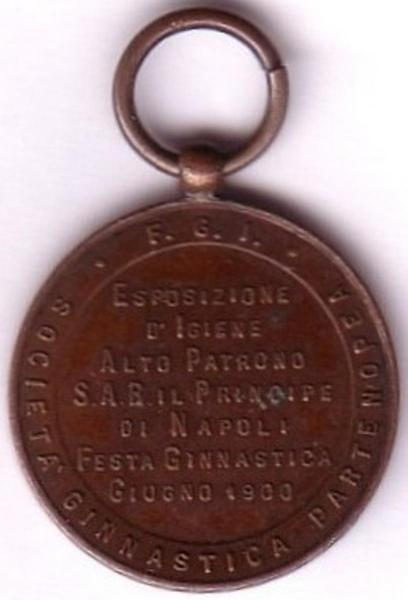 F. G. I.
ESPOSIZIONE
D'IGIENE
ALTO PATRONO
S.A.R. IL PRINCIPE
DI NAPOLI
FESTA GINNASTICA
GIUGNO 1900
SOCIETÀ GINNASTICA PARTENOPEA